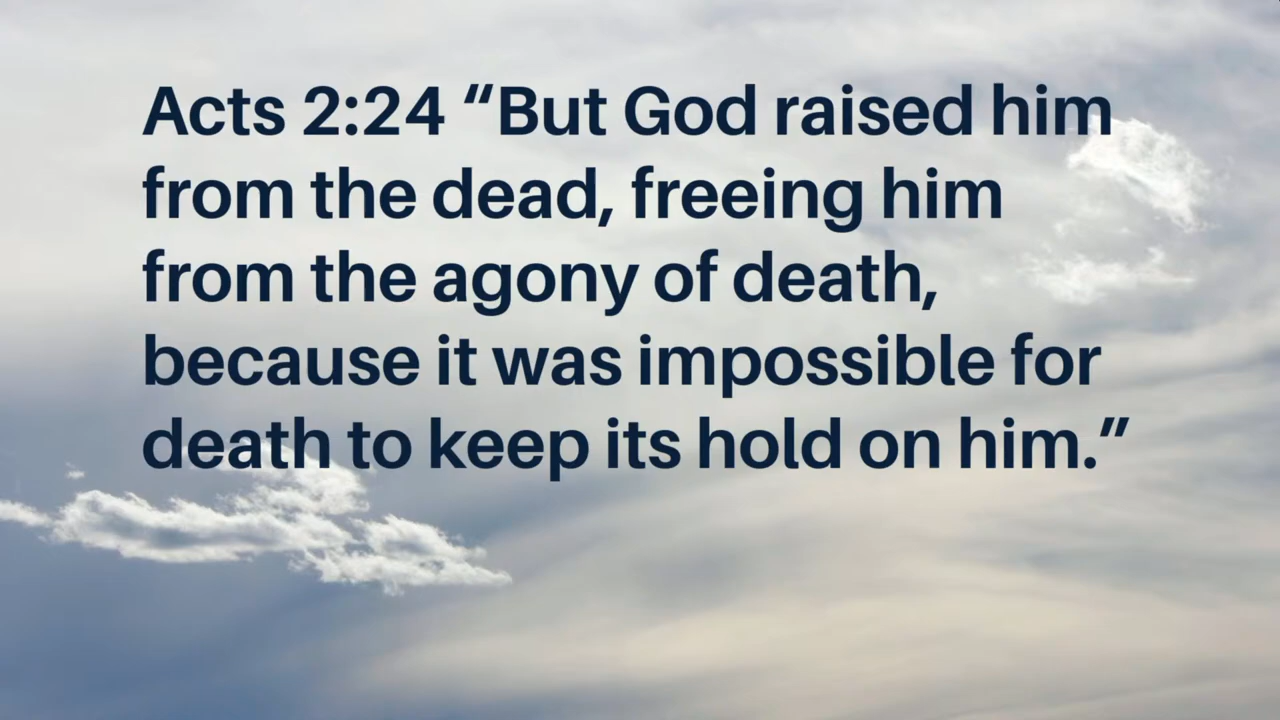 Acts 2:24 “But God raised him
from the dead, freeing him
from the agony of death,
because it was impossible for
death to keep its hold on him.”